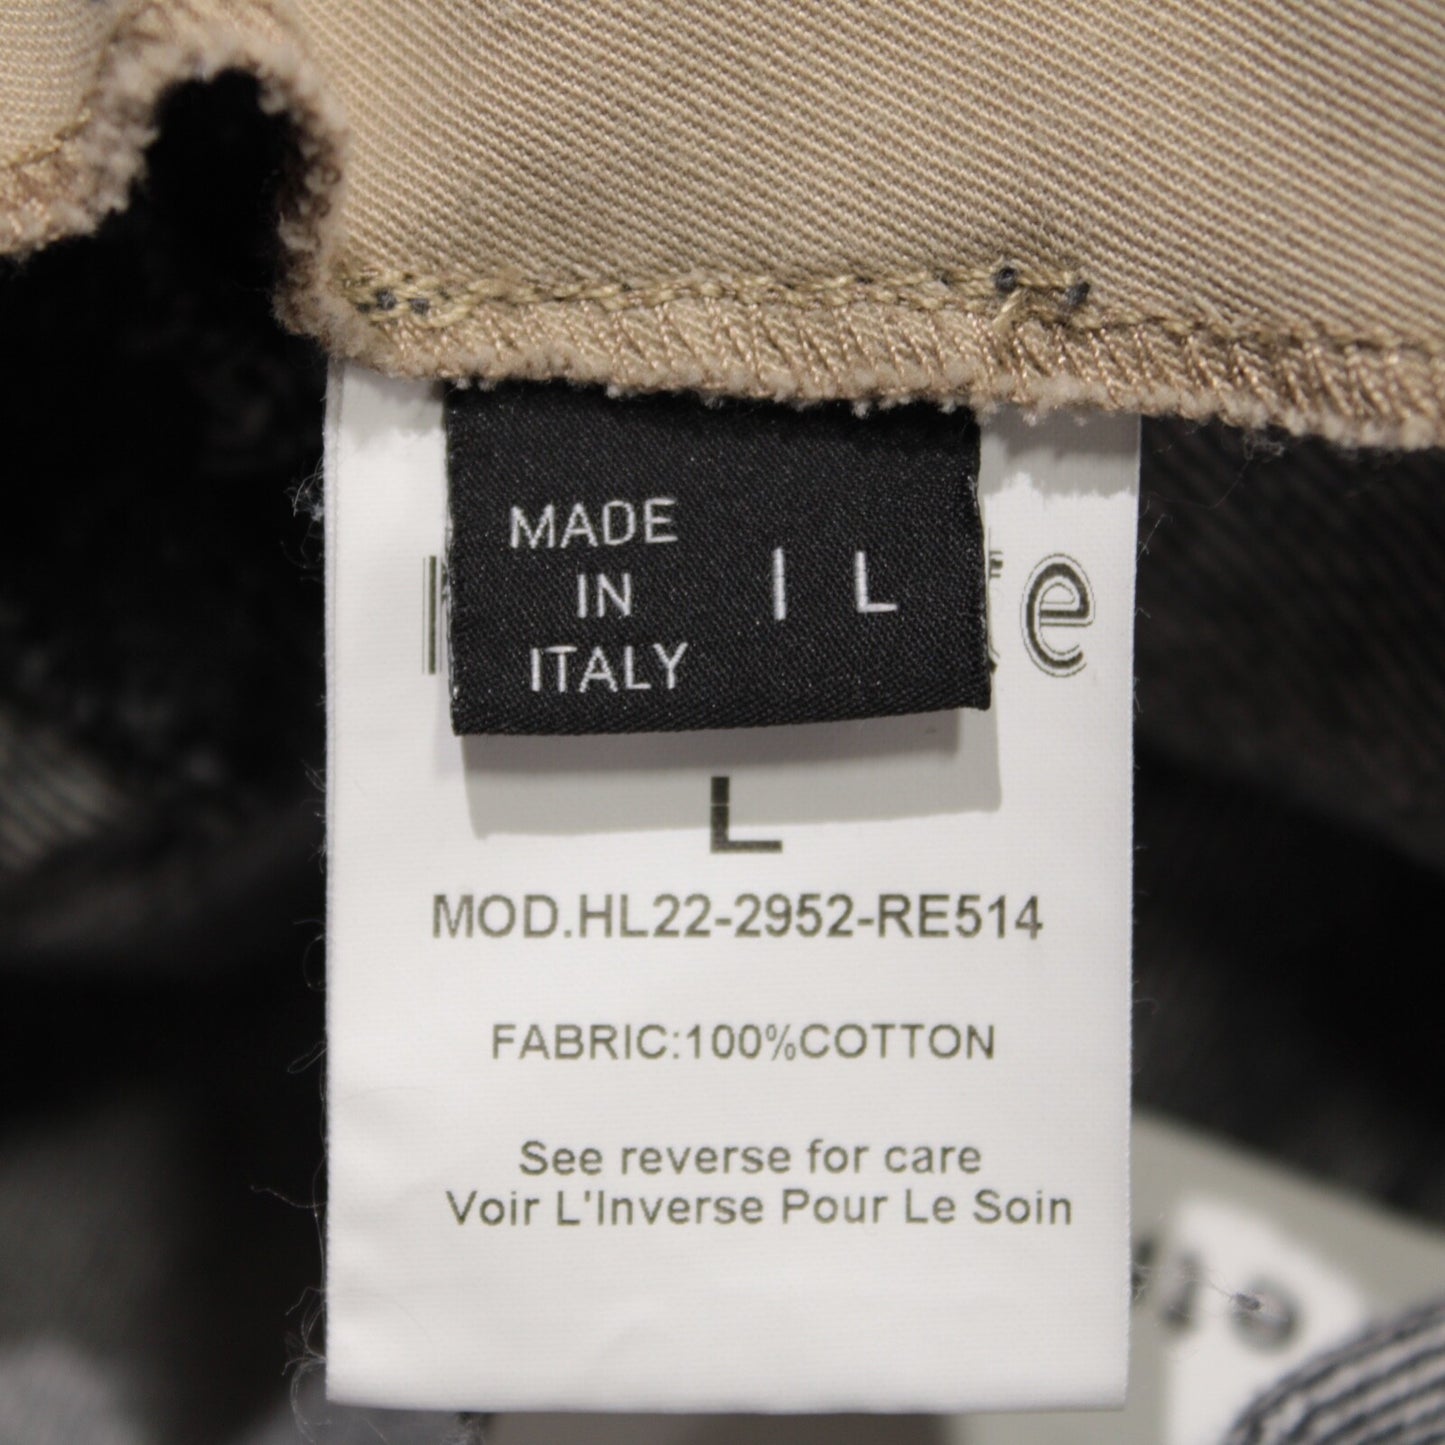 MADE
IN
ITALY
| L
L
MOD.HL22-2952-RE514
FABRIC:100%COTTON
See reverse for care
Voir L'Inverse Pour Le Soin